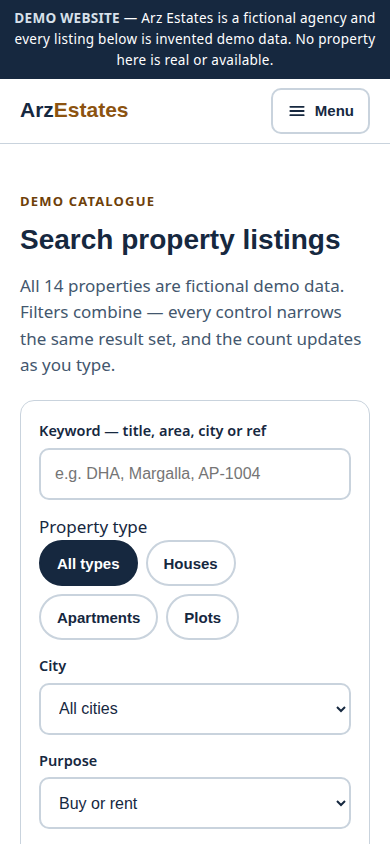 DEMO WEBSITE — Arz Estates is a fictional agency and
every listing below is invented demo data. No property
here is real or available.
ArzEstates
Menu
DEMO CATALOGUE
Search property listings
All 14 properties are fictional demo data.
Filters combine — every control narrows
the same result set, and the count updates
as you type.
Keyword — title, area, city or ref
e.g. DHA, Margalla, AP-1004
Property type
All types
Houses
Apartments
Plots
City
All cities
Purpose
Buy or rent